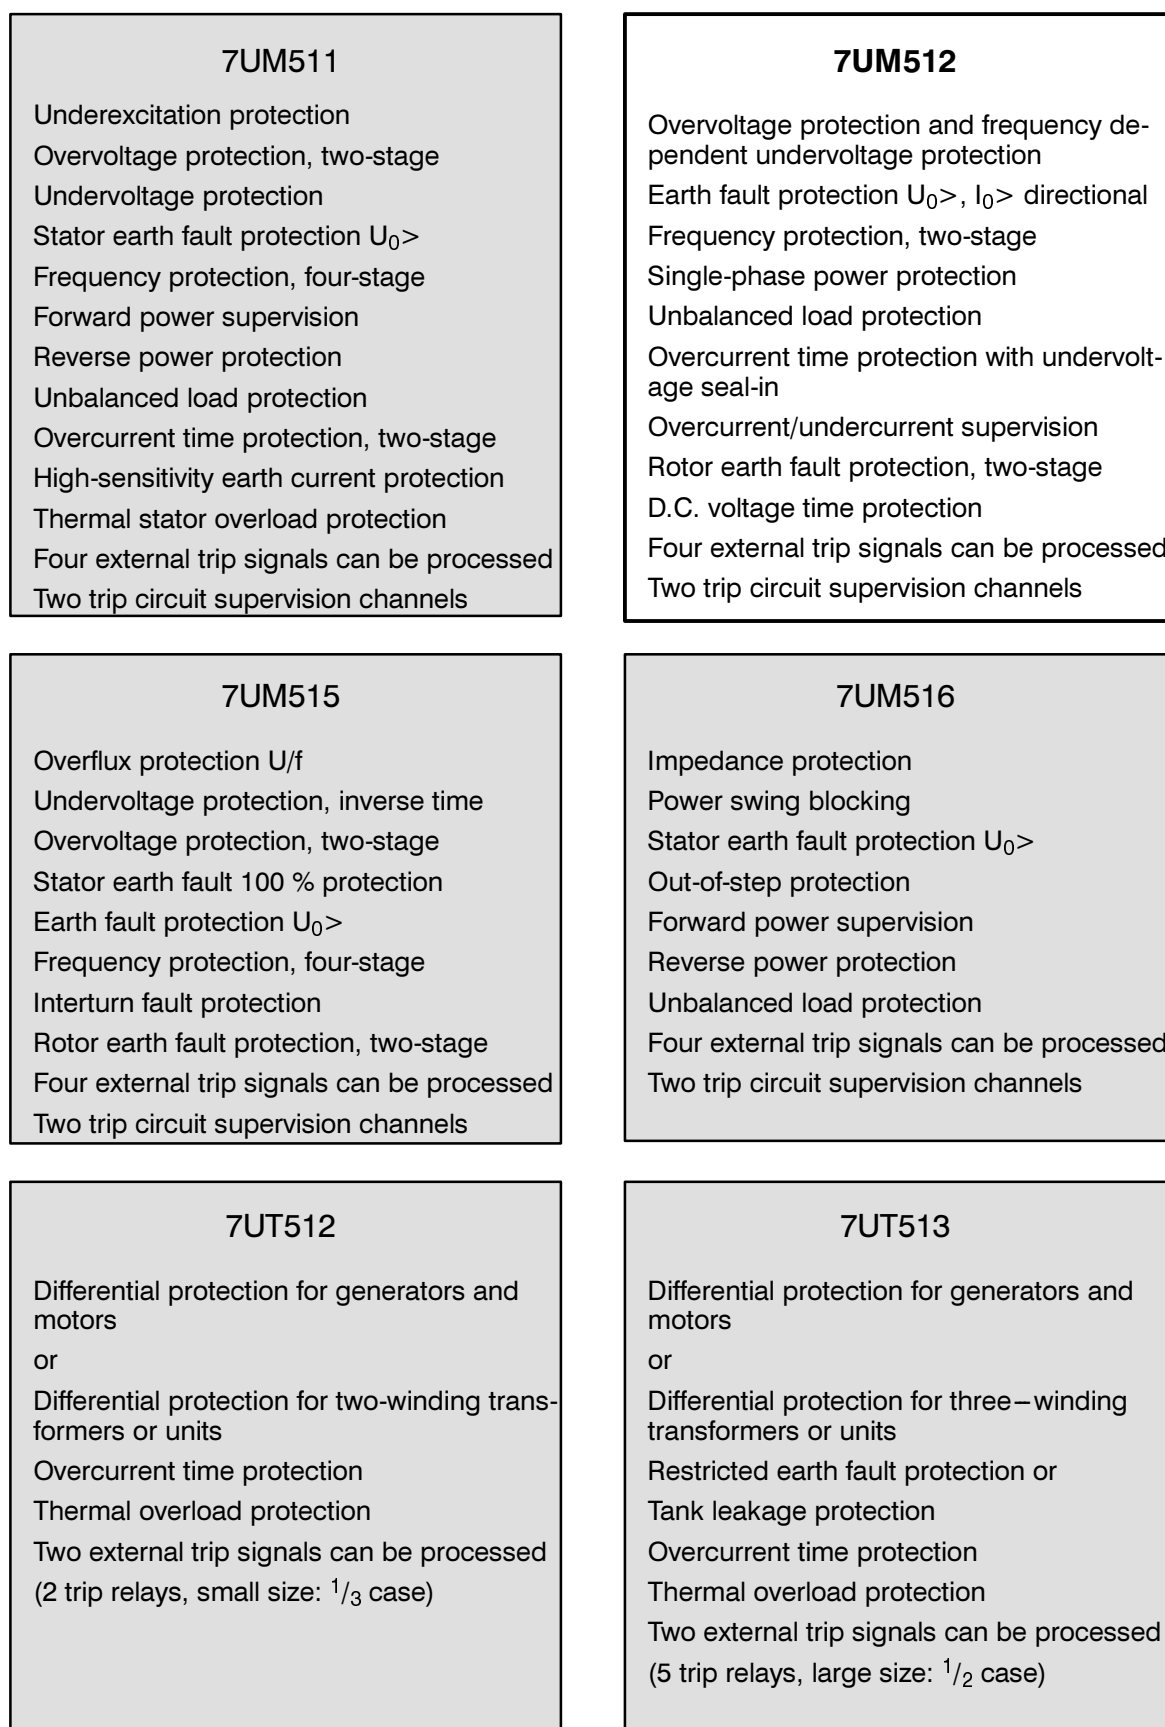 7UM511
Underexcitation protection
Overvoltage protection, two-stage
Undervoltage protection
Stator earth fault protection U₀>
Frequency protection, four-stage
Forward power supervision
Reverse power protection
Unbalanced load protection
Overcurrent time protection, two-stage
High-sensitivity earth current protection
Thermal stator overload protection
Four external trip signals can be processed
Two trip circuit supervision channels
7UM512
Overvoltage protection and frequency de-
pendent undervoltage protection
Earth fault protection U₀>, I₀> directional
Frequency protection, two-stage
Single-phase power protection
Unbalanced load protection
Overcurrent time protection with undervolt-
age seal-in
Overcurrent/undercurrent supervision
Rotor earth fault protection, two-stage
D.C. voltage time protection
Four external trip signals can be processed
Two trip circuit supervision channels
7UM515
Overflux protection U/f
Undervoltage protection, inverse time
Overvoltage protection, two-stage
Stator earth fault 100 % protection
Earth fault protection U₀>
Frequency protection, four-stage
Interturn fault protection
Rotor earth fault protection, two-stage
Four external trip signals can be processed
Two trip circuit supervision channels
7UM516
Impedance protection
Power swing blocking
Stator earth fault protection U₀>
Out-of-step protection
Forward power supervision
Reverse power protection
Unbalanced load protection
Four external trip signals can be processed
Two trip circuit supervision channels
7UT512
Differential protection for generators and
motors
or
Differential protection for two-winding trans-
formers or units
Overcurrent time protection
Thermal overload protection
Two external trip signals can be processed
(2 trip relays, small size: ¹/₃ case)
7UT513
Differential protection for generators and
motors
or
Differential protection for three–winding
transformers or units
Restricted earth fault protection or
Tank leakage protection
Overcurrent time protection
Thermal overload protection
Two external trip signals can be processed
(5 trip relays, large size: ¹/₂ case)